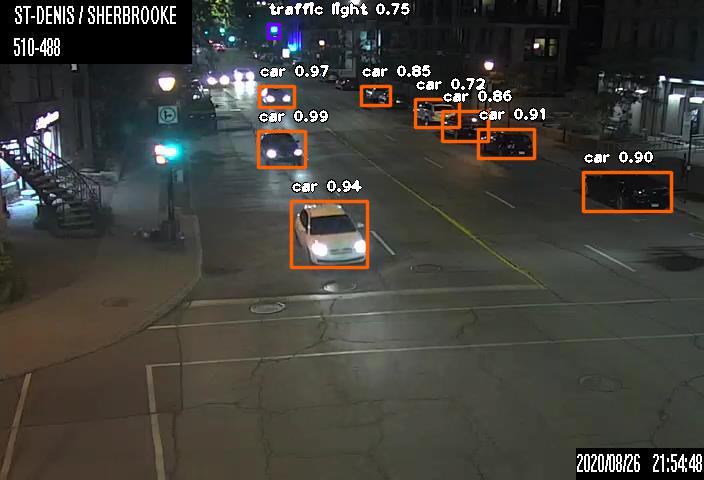 ST-DENIS / SHERBROOKE
510-488
traffic light 0.75
car 0.97
car 0.85
car 0.72
car 0.86
car 0.99
car 0.91
car 0.90
car 0.94
2020/08/26 21:54:48